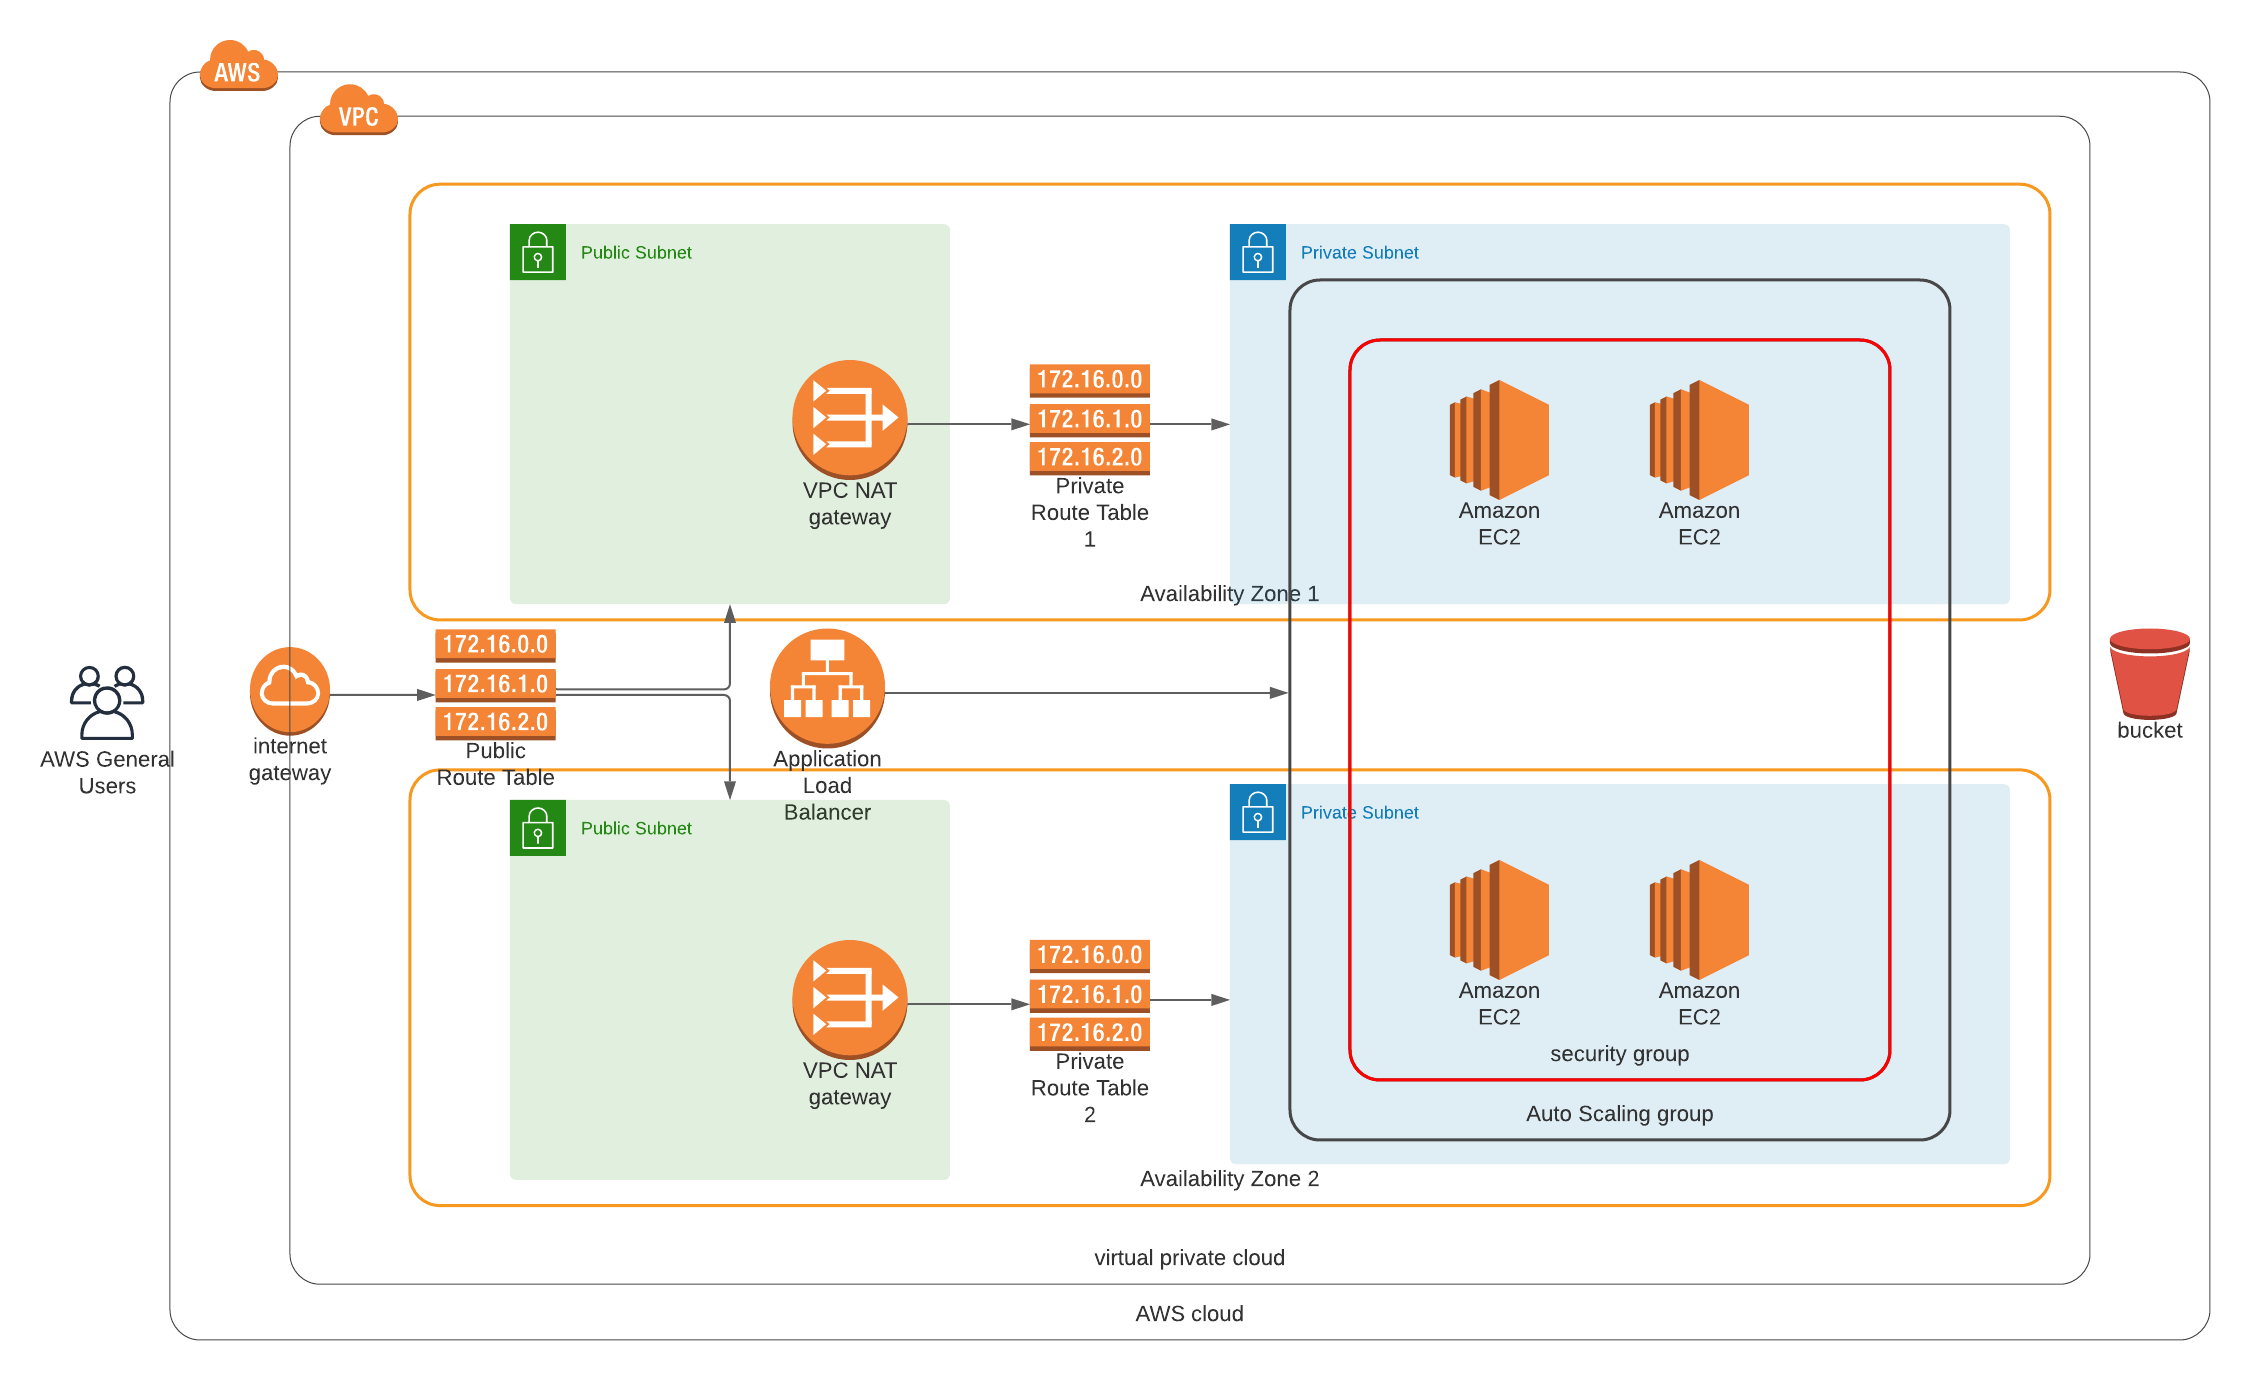 AWS
VPC
Public Subnet
Private Subnet
172.16.0.0
172.16.1.0
172.16.2.0
VPC NAT
gateway
Private
Route Table
1
Amazon
EC2
Amazon
EC2
Availability Zone 1
AWS General
Users
internet
gateway
172.16.0.0
172.16.1.0
172.16.2.0
Public
Route Table
Application
Load
Balancer
bucket
Public Subnet
Private Subnet
172.16.0.0
172.16.1.0
172.16.2.0
VPC NAT
gateway
Private
Route Table
2
Amazon
EC2
Amazon
EC2
security group
Auto Scaling group
Availability Zone 2
virtual private cloud
AWS cloud